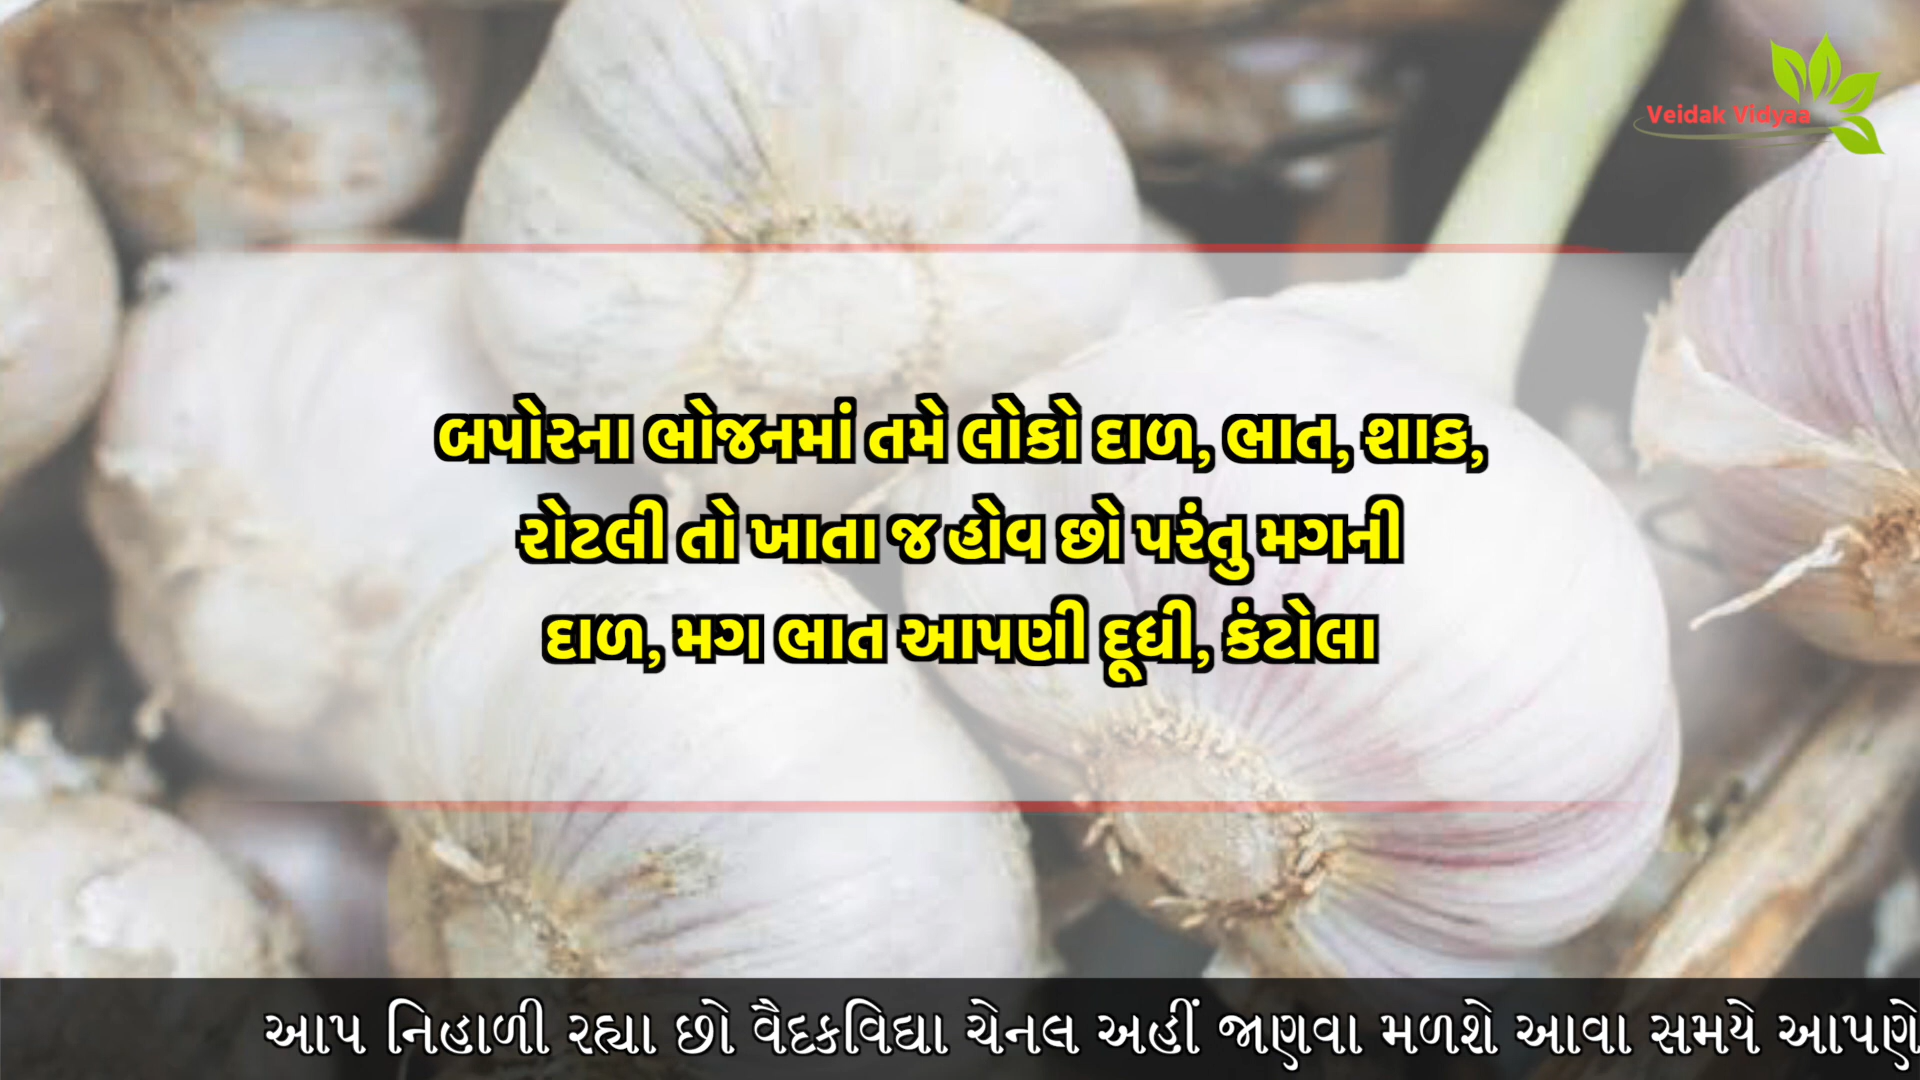 Veidak Vidyaa
બપોરના ભોજનમાં તમે લોકો દાળ, ભાત, શાક,
રોટલી તો ખાતા જ હોવ છો પરંતુ મગની
દાળ, મગ ભાત આપણી દૂધી, કંટોલા
આપ નિહાળી રહ્યા છો વૈદકવિદ્યા ચેનલ અહીં જાણવા મળશે આવા સમયે આપણે